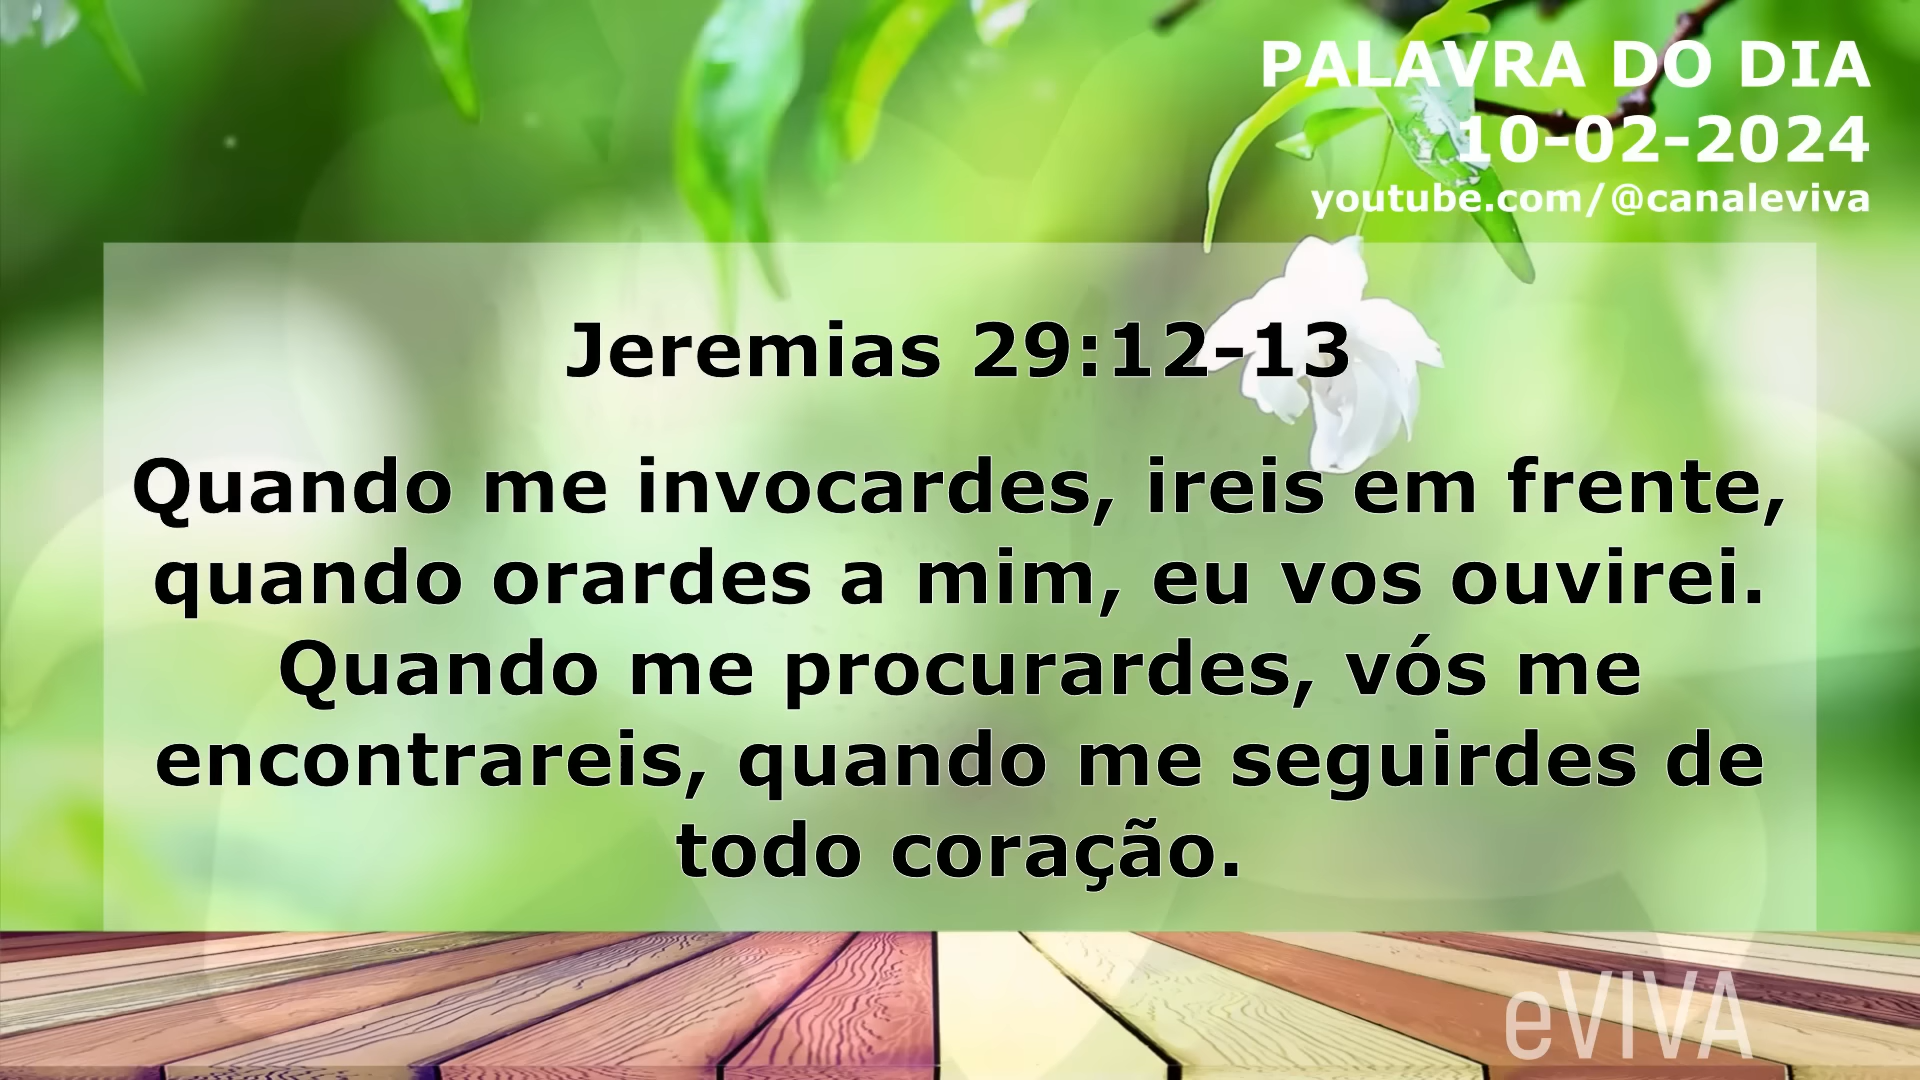 PALAVRA DO DIA
10-02-2024
youtube.com/@canaleviva
Jeremias 29:12-13
Quando me invocardes, ireis em frente,
quando orardes a mim, eu vos ouvirei.
Quando me procurardes, vós me
encontrareis, quando me seguirdes de
todo coração.
eVIVA